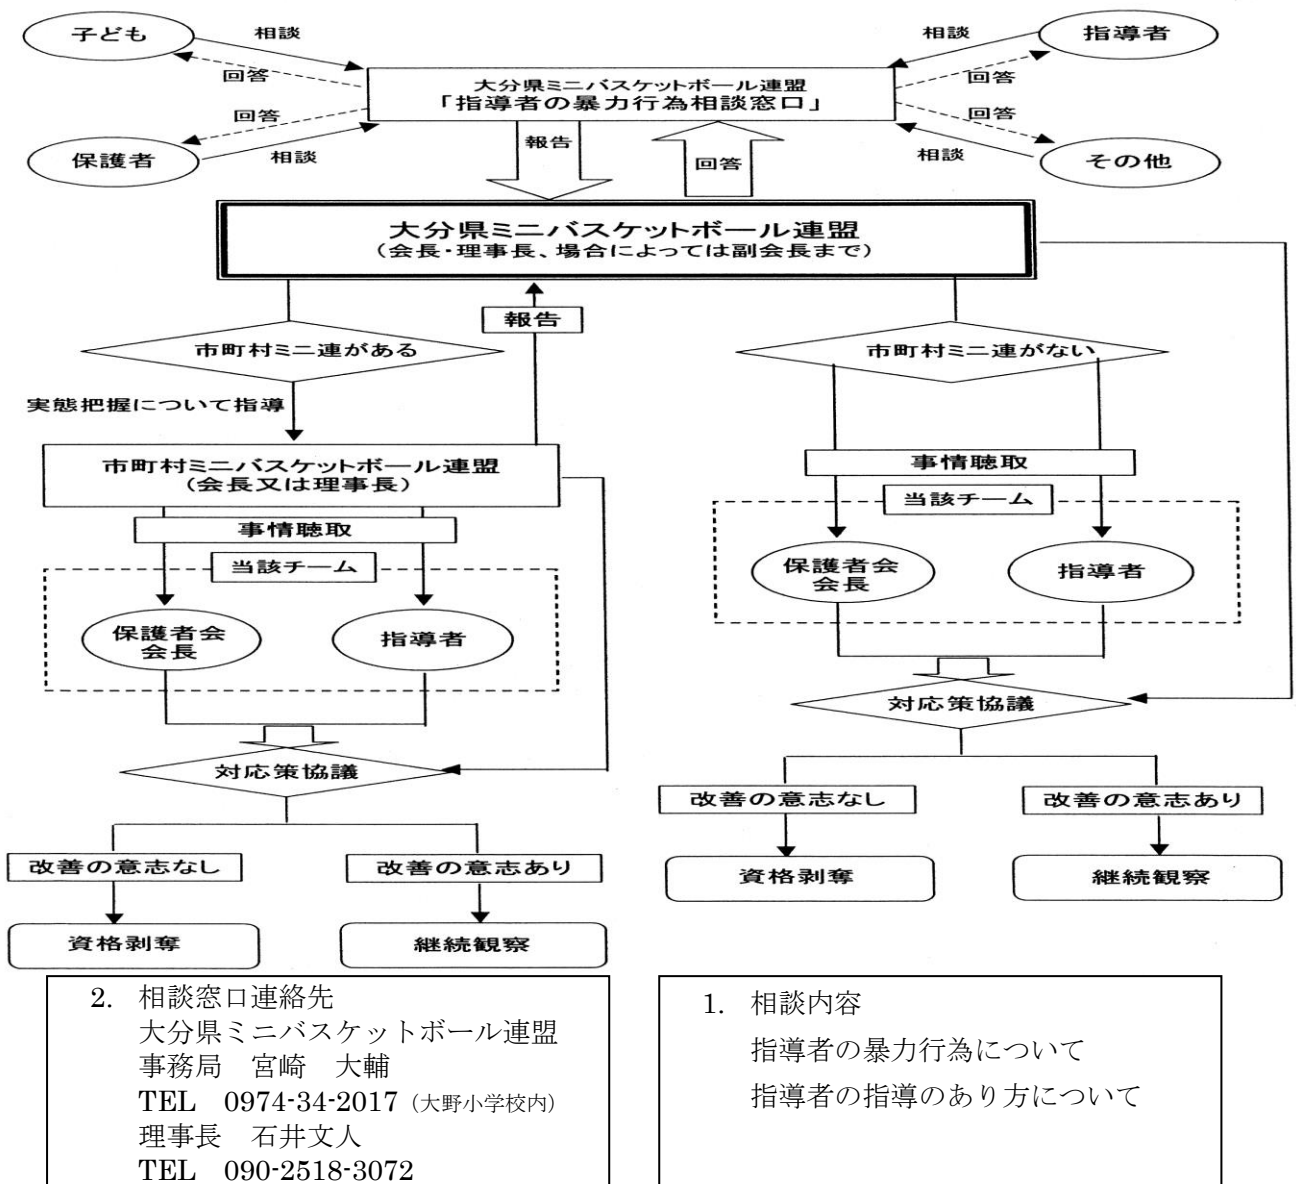 子ども
相談
相談
指導者
回答
回答
大分県ミニバスケットボール連盟
「指導者の暴力行為相談窓口」
回答
回答
保護者
相談
報告
回答
相談
その他
大分県ミニバスケットボール連盟
(会長・理事長、場合によっては副会長まで)
報告
市町村ミニ連がある
市町村ミニ連がない
実態把握について指導
市町村ミニバスケットボール連盟
(会長又は理事長)
事情聴取
当該チーム
保護者会
会長
指導者
対応策協議
改善の意志なし
改善の意志あり
資格剥奪
継続観察
事情聴取
当該チーム
保護者会
会長
指導者
対応策協議
改善の意志なし
改善の意志あり
資格剥奪
継続観察
2. 相談窓口連絡先
大分県ミニバスケットボール連盟
事務局 宮崎 大輔
TEL 0974-34-2017 (大野小学校内)
理事長 石井文人
TEL 090-2518-3072
1. 相談内容
指導者の暴力行為について
指導者の指導のあり方について